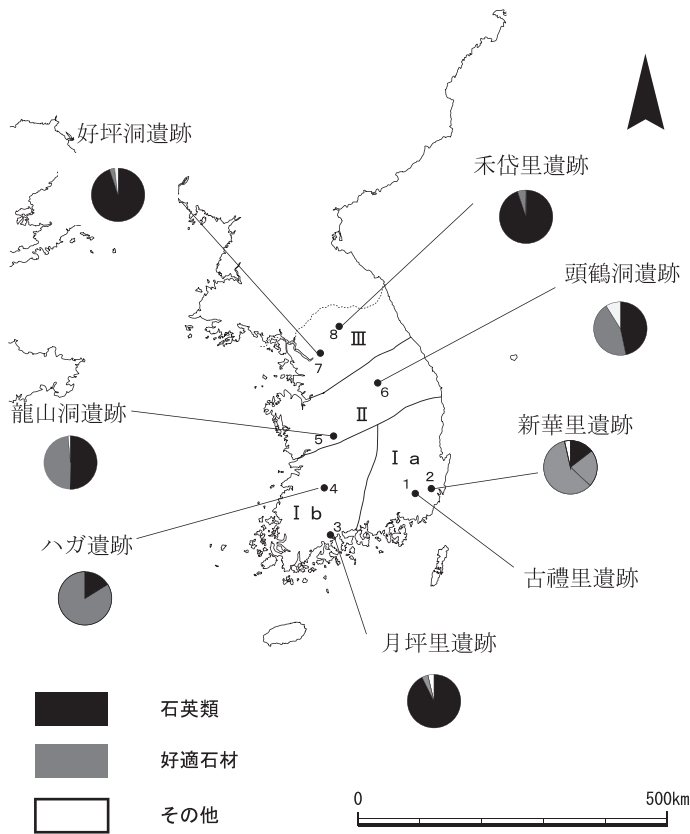 好坪洞遺跡
禾岱里遺跡
頭鶴洞遺跡
8
Ⅲ
7
6
龍山洞遺跡
Ⅱ
新華里遺跡
5
Ⅰa
1
2
4
Ⅰb
ハガ遺跡
3
古禮里遺跡
月坪里遺跡
石英類
好適石材
その他
0
500km